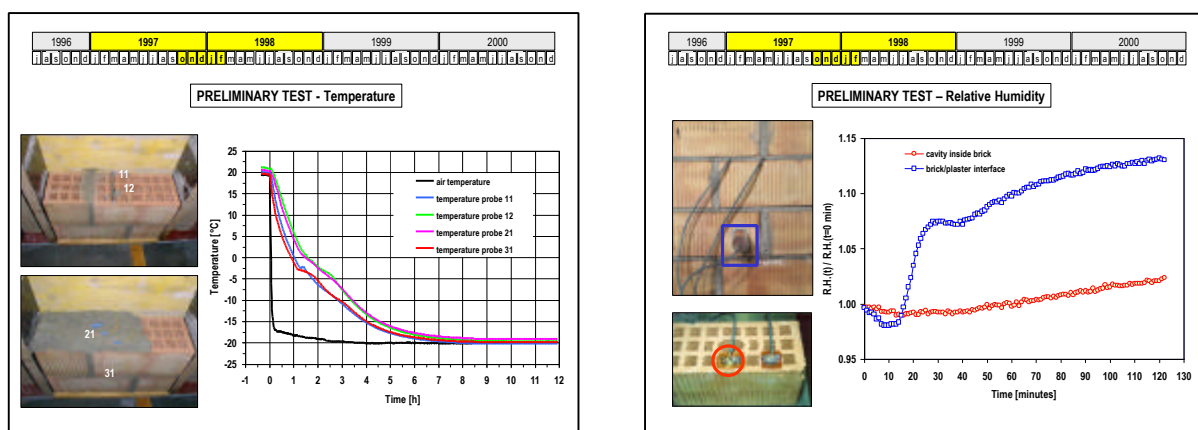 1996 1997 1998 1999 2000
j a s o n d j f m a m j j a s o n d j f m a m j j a s o n d j f m a m j j a s o n d j f m a m j j a s o n d
PRELIMINARY TEST - Temperature
11
12
21
31
25
20
15
10
5
0
-5
-10
-15
-20
-25
Temperature [°C]
air temperature
temperature probe 11
temperature probe 12
temperature probe 21
temperature probe 31
-1 0 1 2 3 4 5 6 7 8 9 10 11 12
Time [h]
1996 1997 1998 1999 2000
j a s o n d j f m a m j j a s o n d j f m a m j j a s o n d j f m a m j j a s o n d j f m a m j j a s o n d
PRELIMINARY TEST – Relative Humidity
1.15
1.10
1.05
1.00
0.95
R.H.(t) / R.H.(t=0 min)
cavity inside brick
brick/plaster interface
0 10 20 30 40 50 60 70 80 90 100 110 120 130
Time [minutes]